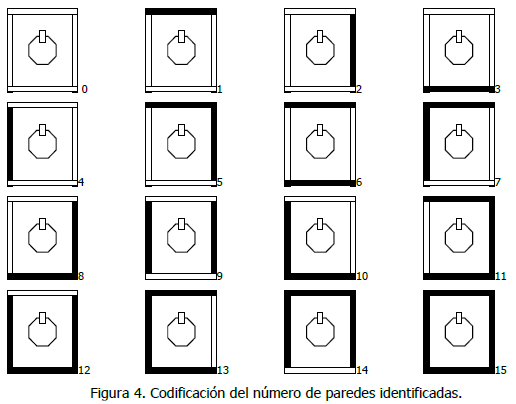 0 1 2 3
4 5 6 7
8 9 10 11
12 13 14 15
Figura 4. Codificación del número de paredes identificadas.